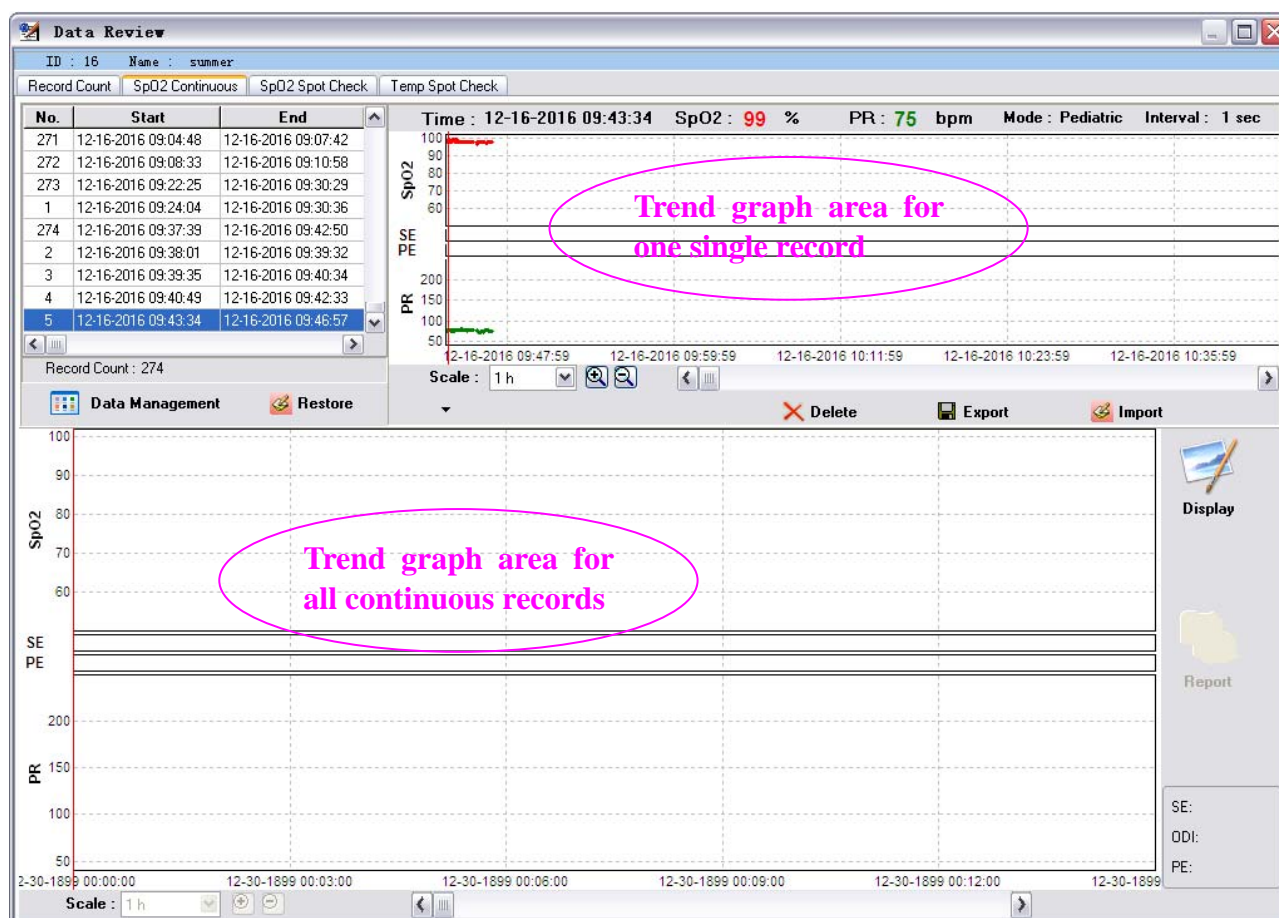 Data Review
ID : 16 Name : summer
Record Count SpO2 Continuous SpO2 Spot Check Temp Spot Check
No. Start End
271 12-16-2016 09:04:48 12-16-2016 09:07:42
272 12-16-2016 09:08:33 12-16-2016 09:10:58
273 12-16-2016 09:22:25 12-16-2016 09:30:29
1 12-16-2016 09:24:04 12-16-2016 09:30:36
274 12-16-2016 09:37:39 12-16-2016 09:42:50
2 12-16-2016 09:38:01 12-16-2016 09:39:32
3 12-16-2016 09:39:35 12-16-2016 09:40:34
4 12-16-2016 09:40:49 12-16-2016 09:42:33
5 12-16-2016 09:43:34 12-16-2016 09:46:57
Record Count : 274
Data Management Restore
Time : 12-16-2016 09:43:34 SpO2 : 99 % PR : 75 bpm Mode : Pediatric Interval : 1 sec
100
90
80
70
60
SpO2
SE
PE
200
150
100
50
PR
Trend graph area for
one single record
12-16-2016 09:47:59 12-16-2016 09:59:59 12-16-2016 10:11:59 12-16-2016 10:23:59 12-16-2016 10:35:59
Scale : 1 h
Delete Export Import
100
90
80
70
60
SpO2
SE
PE
200
150
100
50
PR
Trend graph area for
all continuous records
2-30-1899 00:00:00 12-30-1899 00:03:00 12-30-1899 00:06:00 12-30-1899 00:09:00 12-30-1899 00:12:00 12-30-1899
Scale : 1 h
Display
Report
SE:
ODI:
PE: